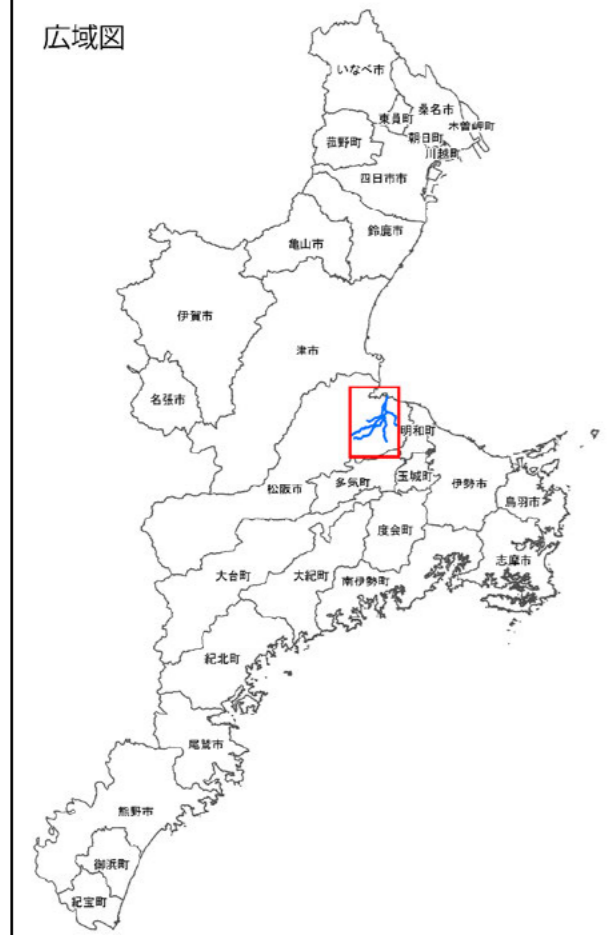 広域図
いなべ市
桑名市
東員町
木曽岬町
朝日町
菰野町
川越町
四日市市
鈴鹿市
亀山市
伊賀市
津市
名張市
明和町
玉城町
松阪市
多気町
伊勢市
鳥羽市
度会町
志摩市
大台町
大紀町
南伊勢町
紀北町
尾鷲市
熊野市
御浜町
紀宝町